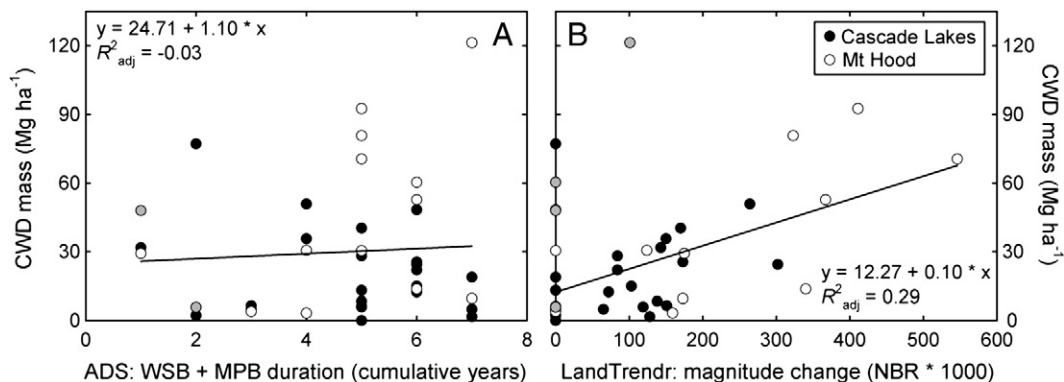 y = 24.71 + 1.10 * x
R²adj = -0.03
A
B
Cascade Lakes
Mt Hood
y = 12.27 + 0.10 * x
R²adj = 0.29
CWD mass (Mg ha⁻¹)
120
90
60
30
0
0 2 4 6 8
ADS: WSB + MPB duration (cumulative years)
0 100 200 300 400 500 600
LandTrendr: magnitude change (NBR * 1000)
120
90
60
30
0
CWD mass (Mg ha⁻¹)